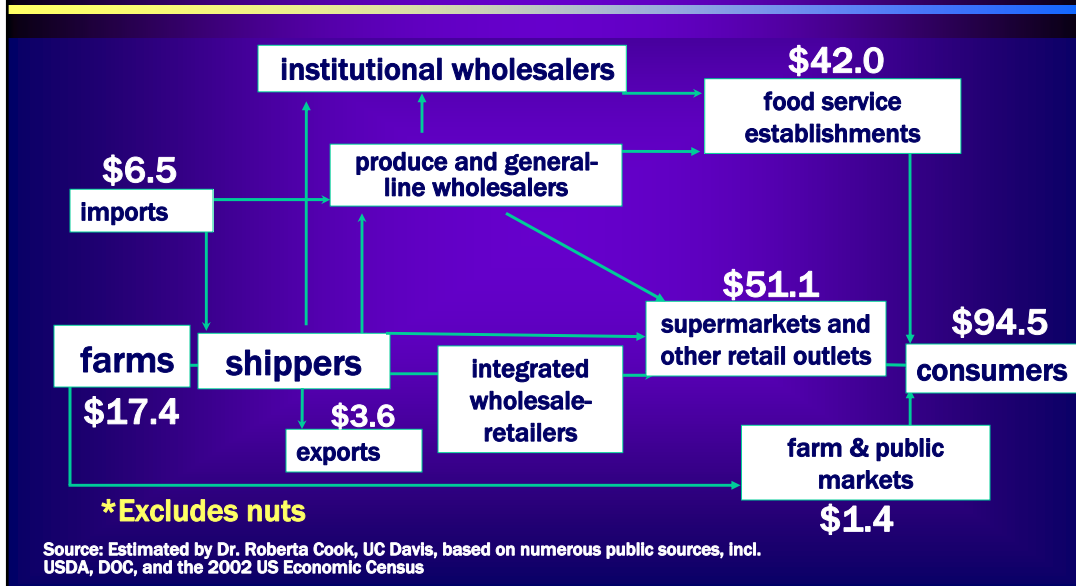 institutional wholesalers
$42.0
food service
establishments
produce and general-
line wholesalers
$6.5
imports
$51.1
supermarkets and
other retail outlets
$94.5
consumers
farms
$17.4
shippers
integrated
wholesale-
retailers
$3.6
exports
farm & public
markets
$1.4
*Excludes nuts
Source: Estimated by Dr. Roberta Cook, UC Davis, based on numerous public sources, incl.
USDA, DOC, and the 2002 US Economic Census